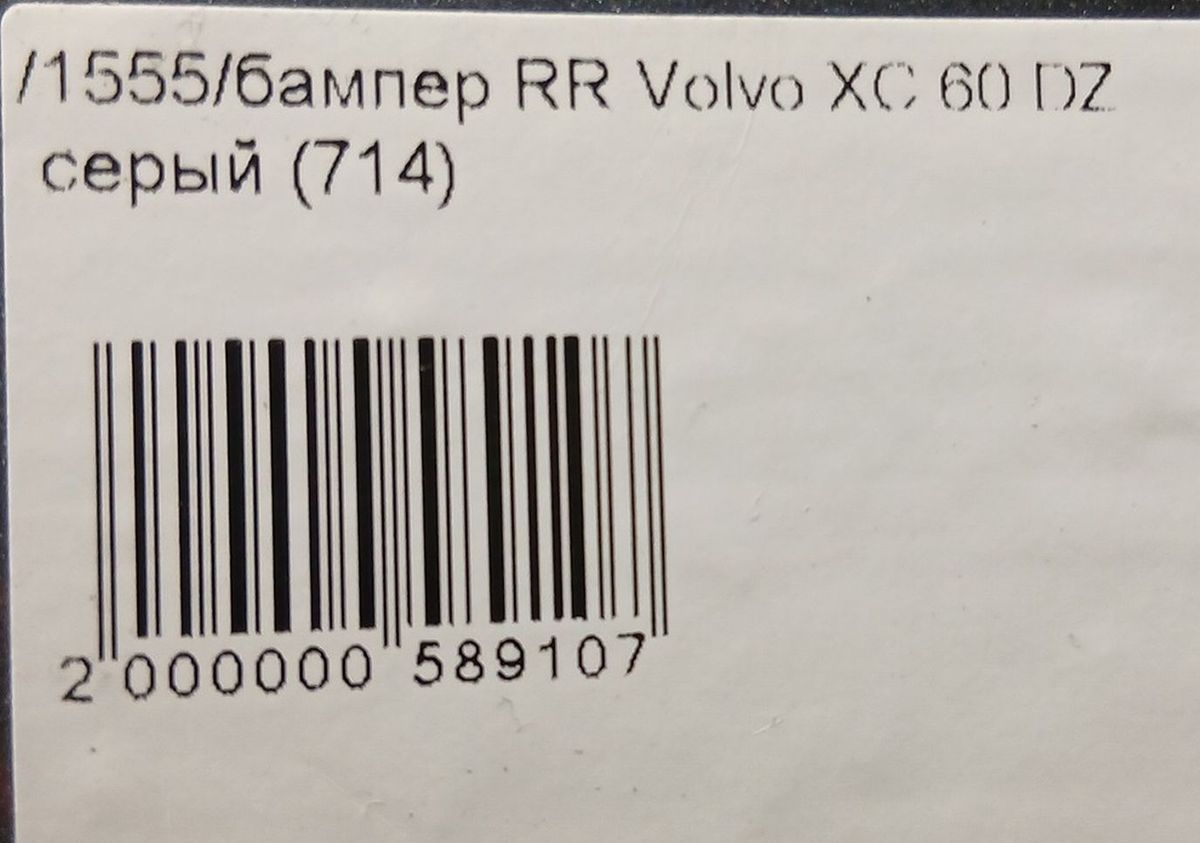 /1555/бампер RR Volvo XC 60 DZ
серый (714)
2 000000 589107